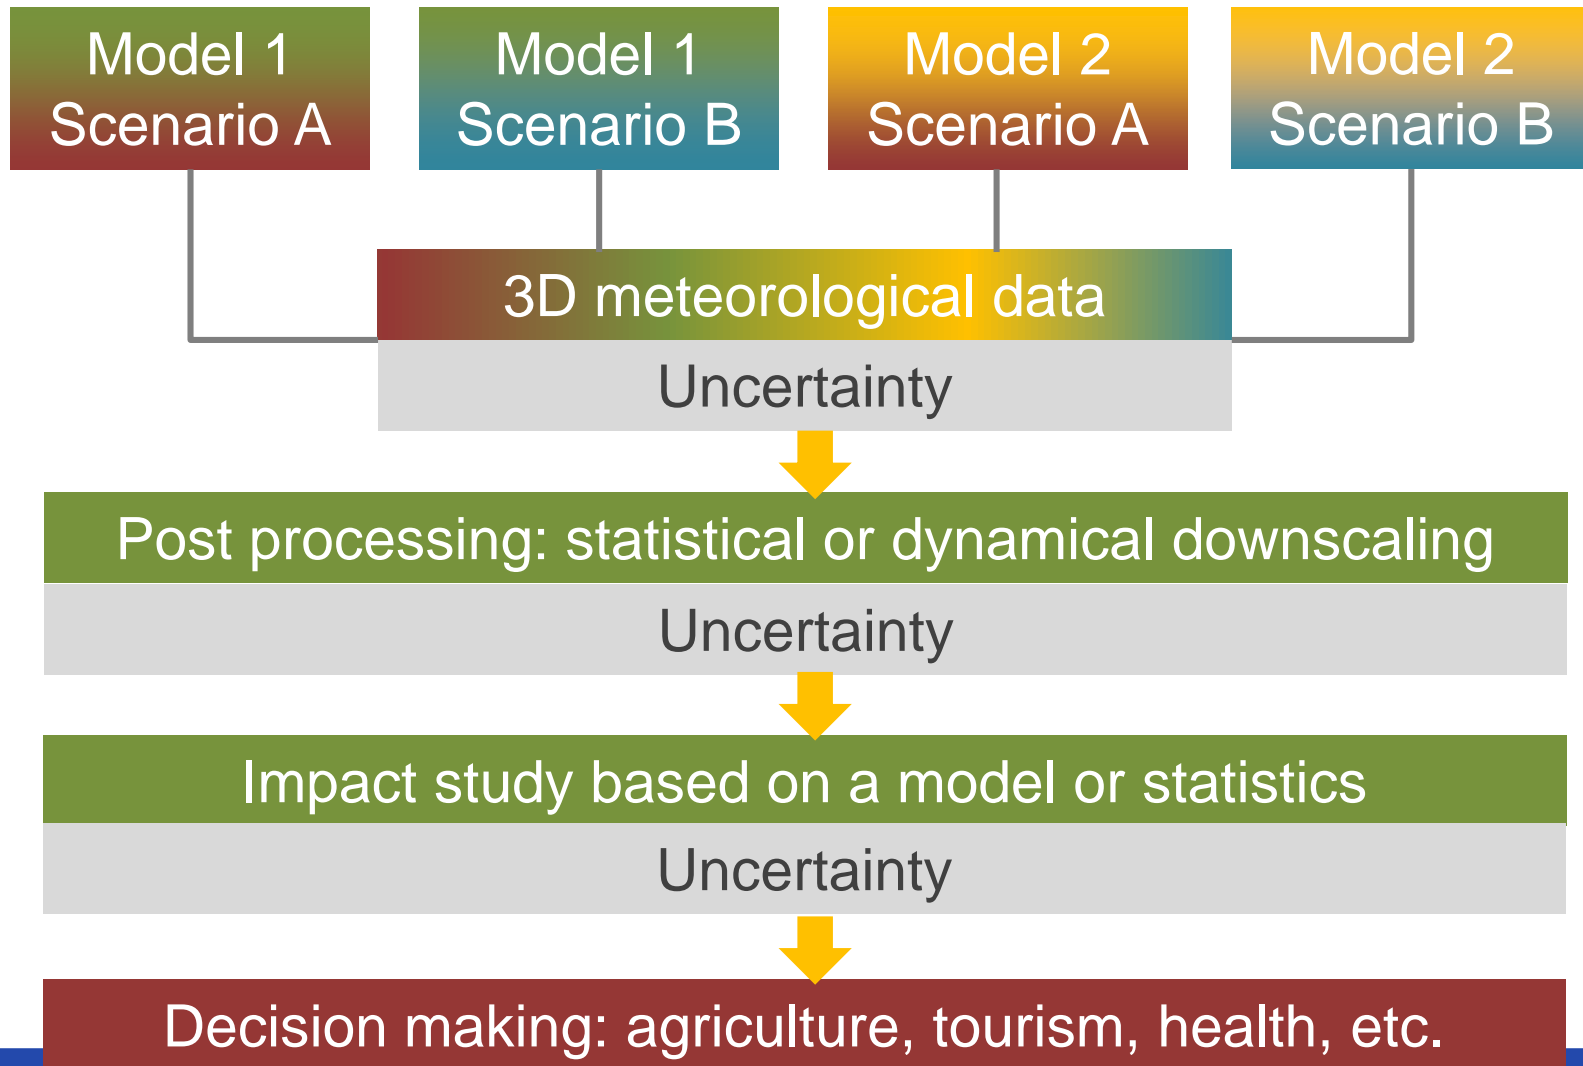 Model 1
Scenario A
Model 1
Scenario B
Model 2
Scenario A
Model 2
Scenario B
3D meteorological data
Uncertainty
Post processing: statistical or dynamical downscaling
Uncertainty
Impact study based on a model or statistics
Uncertainty
Decision making: agriculture, tourism, health, etc.